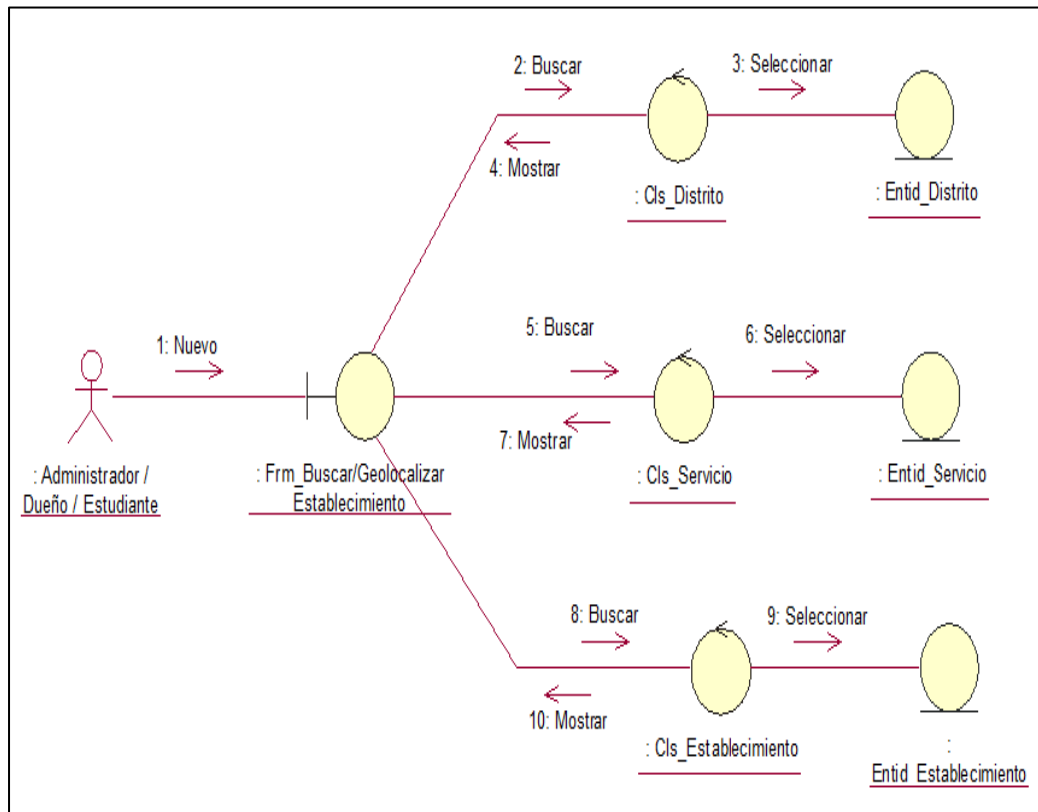 2: Buscar
3: Seleccionar
4: Mostrar
: Cls_Distrito
: Entid_Distrito
1: Nuevo
5: Buscar
6: Seleccionar
7: Mostrar
: Administrador /
Dueño / Estudiante
: Frm_Buscar/Geolocalizar
Establecimiento
: Cls_Servicio
: Entid_Servicio
8: Buscar
9: Seleccionar
10: Mostrar
: Cls_Establecimiento
:
Entid_Establecimiento